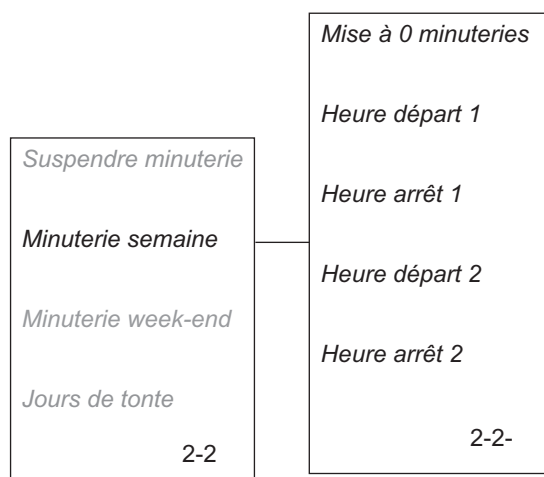 Suspendre minuterie
Minuterie semaine
Minuterie week-end
Jours de tonte
2-2
Mise à 0 minuteries
Heure départ 1
Heure arrêt 1
Heure départ 2
Heure arrêt 2
2-2-